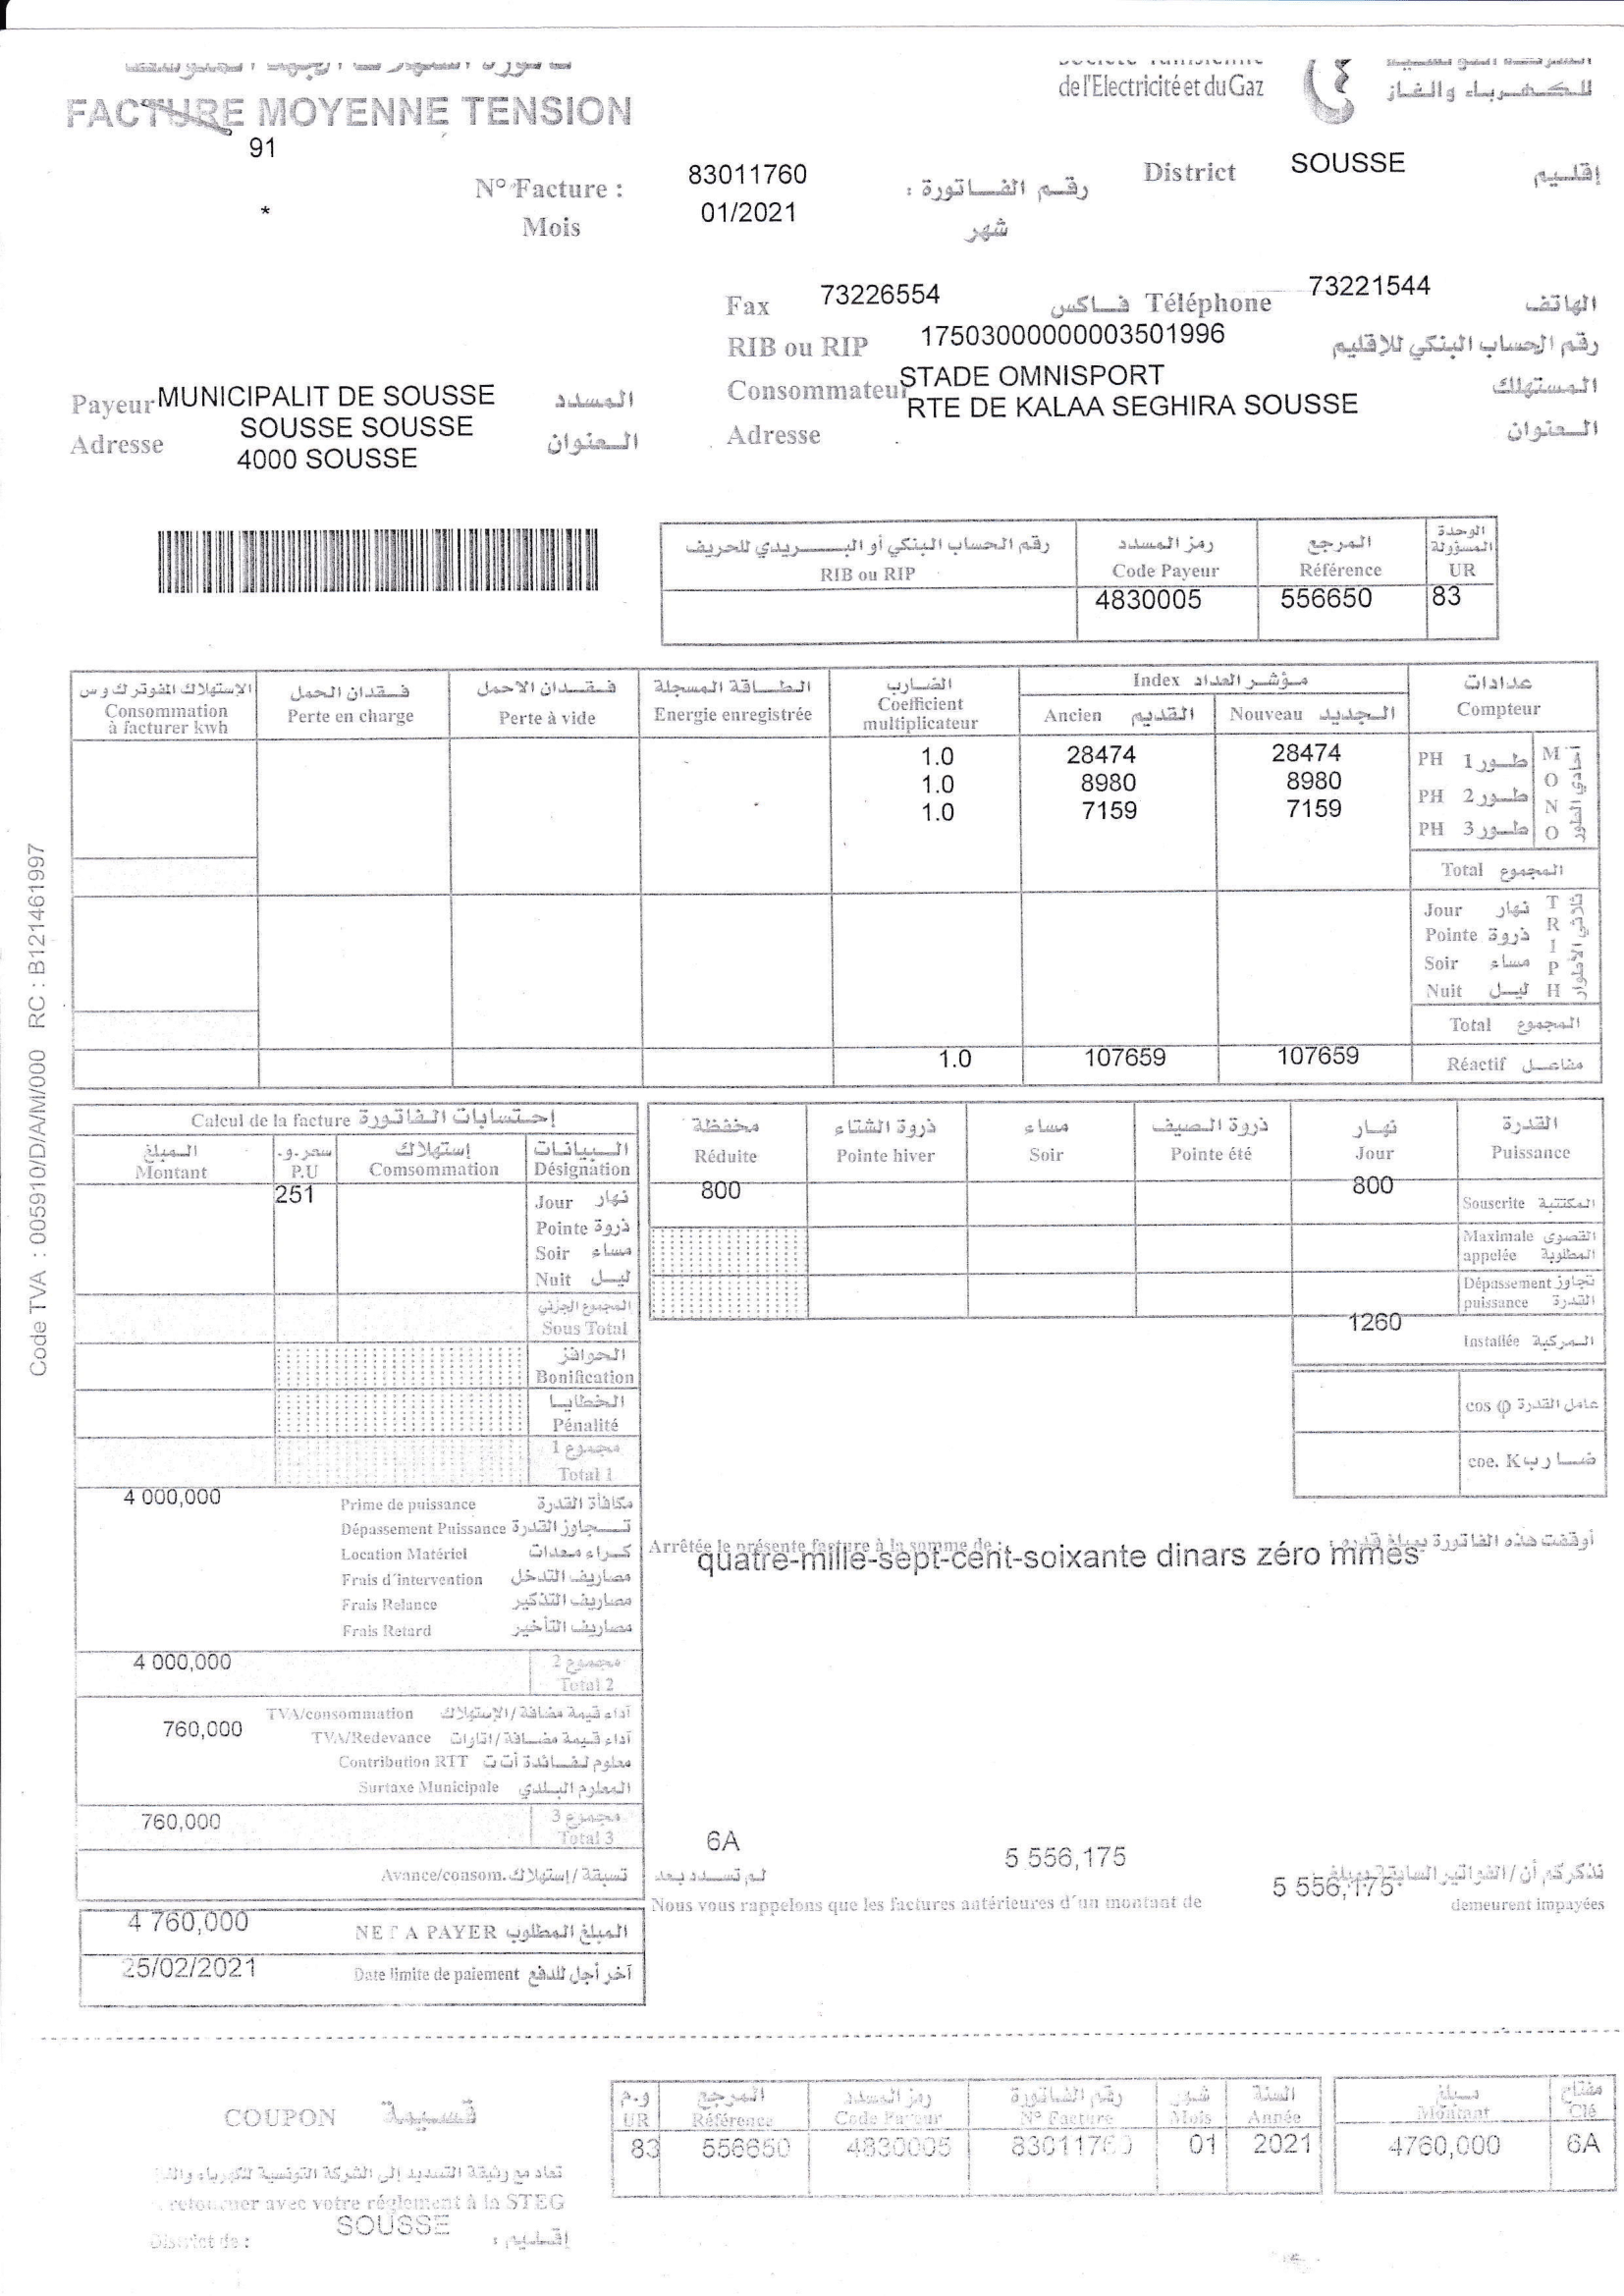 de l'Electricité et du Gaz
للكهرباء والغاز
FACTURE MOYENNE TENSION
91
*
N° Facture : 83011760 رقم الفاتورة :
Mois 01/2021 شهر
District SOUSSE إقليم
Fax 73226554 فاكس Téléphone 73221544 الهاتف
RIB ou RIP 17503000000003501996 رقم الحساب البنكي للإقليم
Payeur MUNICIPALIT DE SOUSSE المسدد
Adresse SOUSSE SOUSSE العنوان
4000 SOUSSE
Consommateur STADE OMNISPORT المستهلك
RTE DE KALAA SEGHIRA SOUSSE
Adresse العنوان
رقم الحساب البنكي أو البريدي للحريف رمز المسدد المرجع الوحدة المسؤولة
RIB ou RIP Code Payeur Référence UR
4830005 556650 83
الإستهلاك المفوتر ك و س فقدان الحمل فقدان الاحمل الطاقة المسجلة الضارب Index مؤشر العداد عدادات
Consommation à facturer kwh Perte en charge Perte à vide Energie enregistrée Coefficient multiplicateur Ancien القديم Nouveau الجديد Compteur
1.0 28474 28474 PH 1 طور
1.0 8980 8980 PH 2 طور
1.0 7159 7159 PH 3 طور
MONO أحادي الطور
Total المجموع
Jour نهار
Pointe ذروة
Soir مساء
Nuit ليل
TRIPH ثلاثي الأطوار
Total المجموع
1.0 107659 107659 Réactif مفاعل
Code TVA : 005910/D/A/M/000 RC : B121461997
Calcul de la facture إحتسابات الفاتورة
المبلغ سعر.و. إستهلاك البيانات
Montant P.U Comsommation Désignation
251 Jour نهار
Pointe ذروة
Soir مساء
Nuit ليل
المجموع الجزئي
Sous Total
الحوافز
Bonification
الخطايا
Pénalité
مجموع 1
Total 1
مخفضة ذروة الشتاء مساء ذروة الصيف نهار القدرة
Réduite Pointe hiver Soir Pointe été Jour Puissance
800 800 Souscrite المكتتبة
Maximale appelée القصوى المطلوبة
Dépassement puissance تجاوز القدرة
1260 Installée المركبة
cos φ عامل القدرة
coe. K ضارب
4 000,000 Prime de puissance مكافأة القدرة
Dépassement Puissance تجاوز القدرة
Location Matériel كراء معدات
Frais d'intervention مصاريف التدخل
Frais Relance مصاريف التذكير
Frais Retard مصاريف التأخير
4 000,000 مجموع 2
Total 2
Arrêtée le présente facture à la somme de : أوقفت هذه الفاتورة بمبلغ قدره :
quatre-mille-sept-cent-soixante dinars zéro mmes
TVA/consommation آداء قيمة مضافة/الإستهلاك
760,000 TVA/Redevance آداء قيمة مضافة/اتاوات
Contribution RTT معلوم لفائدة أ ت ت
Surtaxe Municipale المعلوم البلدي
760,000 مجموع 3
Total 3
Avance/consom. تسبقة/إستهلاك
4 760,000 NET A PAYER المبلغ المطلوب
25/02/2021 Date limite de paiement آخر أجل للدفع
6A 5 556,175 5 556,175
لم تسدد بعد نذكركم أن/الفواتير السابقة بمبلغ
Nous vous rappelons que les factures antérieures d'un montant de demeurent impayées
COUPON قسيمة
تعاد مع وثيقة التسديد إلى الشركة التونسية للكهرباء
retourner avec votre réglement à la STEG
District de : SOUSSE إقليم :
و.م المرجع رمز المسدد رقم الفاتورة شهر السنة مبلغ مفتاح
UR Référence Code Payeur N° Facture Mois Année Montant Clé
83 556650 4830005 83011760 01 2021 4760,000 6A